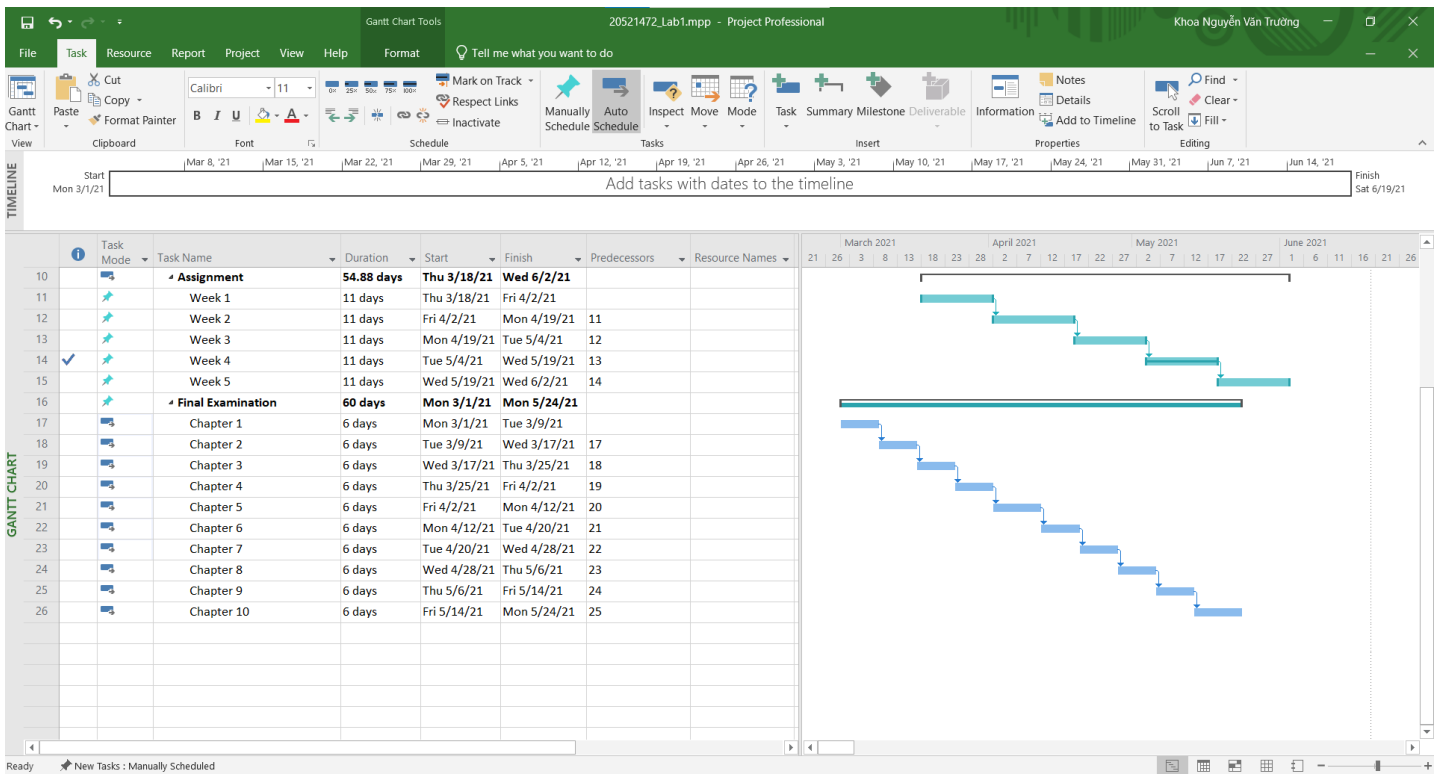 Gantt Chart Tools 20521472_Lab1.mpp - Project Professional Khoa Nguyễn Văn Trường
File Task Resource Report Project View Help Format Tell me what you want to do
Gantt Chart
View
Paste Cut
Copy
Format Painter
Clipboard
Calibri 11
B I U A
Font
0× 25× 50× 75× 100×
Mark on Track
Respect Links
Inactivate
Schedule
Manually Schedule Auto Schedule Inspect Move Mode
Tasks
Task Summary Milestone Deliverable
Insert
Information Notes
Details
Add to Timeline
Properties
Scroll to Task Find
Clear
Fill
Editing
TIMELINE
Mar 8, '21 Mar 15, '21 Mar 22, '21 Mar 29, '21 Apr 5, '21 Apr 12, '21 Apr 19, '21 Apr 26, '21 May 3, '21 May 10, '21 May 17, '21 May 24, '21 May 31, '21 Jun 7, '21 Jun 14, '21
Start
Mon 3/1/21
Add tasks with dates to the timeline
Finish
Sat 6/19/21
GANTT CHART
Task Mode Task Name Duration Start Finish Predecessors Resource Names
March 2021 April 2021 May 2021 June 2021
21 26 3 8 13 18 23 28 2 7 12 17 22 27 2 7 12 17 22 27 1 6 11 16 21 26
10 Assignment 54.88 days Thu 3/18/21 Wed 6/2/21
11 Week 1 11 days Thu 3/18/21 Fri 4/2/21
12 Week 2 11 days Fri 4/2/21 Mon 4/19/21 11
13 Week 3 11 days Mon 4/19/21 Tue 5/4/21 12
14 Week 4 11 days Tue 5/4/21 Wed 5/19/21 13
15 Week 5 11 days Wed 5/19/21 Wed 6/2/21 14
16 Final Examination 60 days Mon 3/1/21 Mon 5/24/21
17 Chapter 1 6 days Mon 3/1/21 Tue 3/9/21
18 Chapter 2 6 days Tue 3/9/21 Wed 3/17/21 17
19 Chapter 3 6 days Wed 3/17/21 Thu 3/25/21 18
20 Chapter 4 6 days Thu 3/25/21 Fri 4/2/21 19
21 Chapter 5 6 days Fri 4/2/21 Mon 4/12/21 20
22 Chapter 6 6 days Mon 4/12/21 Tue 4/20/21 21
23 Chapter 7 6 days Tue 4/20/21 Wed 4/28/21 22
24 Chapter 8 6 days Wed 4/28/21 Thu 5/6/21 23
25 Chapter 9 6 days Thu 5/6/21 Fri 5/14/21 24
26 Chapter 10 6 days Fri 5/14/21 Mon 5/24/21 25
Ready New Tasks : Manually Scheduled